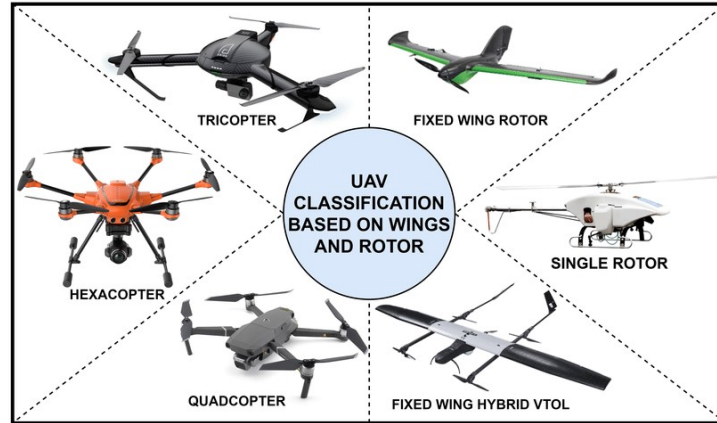 TRICOPTER
FIXED WING ROTOR
UAV
CLASSIFICATION
BASED ON WINGS
AND ROTOR
HEXACOPTER
SINGLE ROTOR
QUADCOPTER
FIXED WING HYBRID VTOL